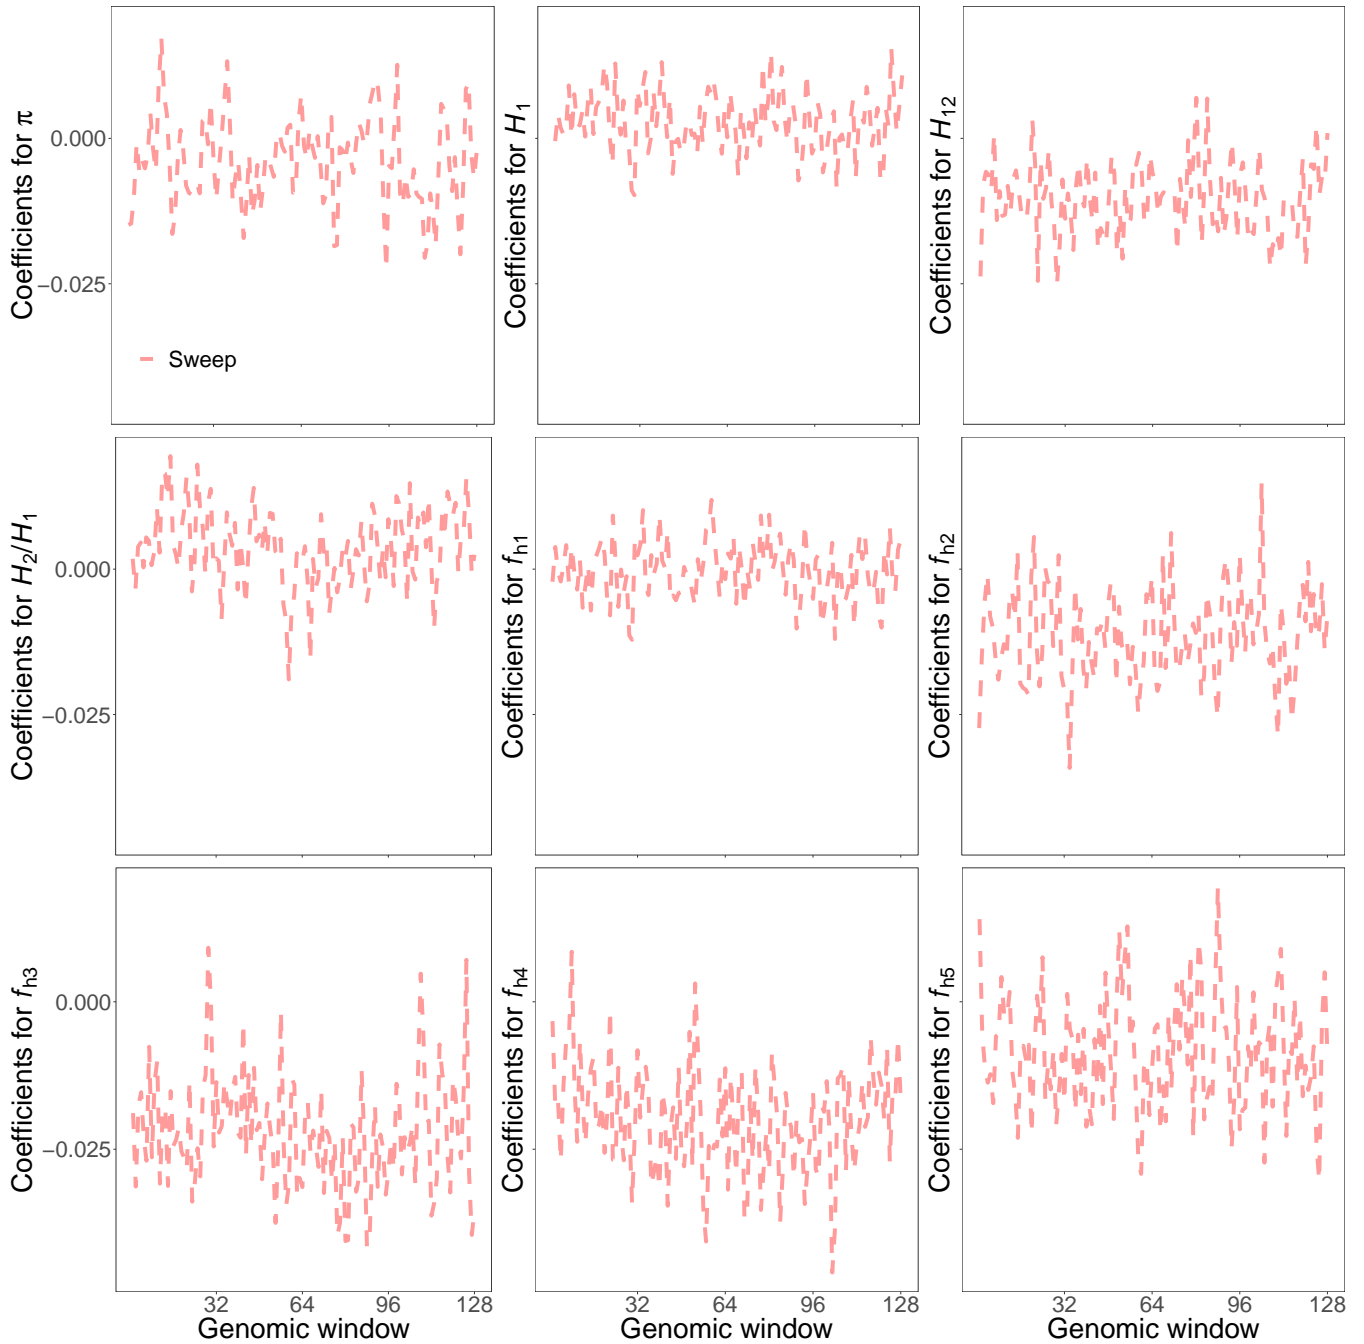 Coefficients for π
0.000
−0.025
Sweep
Coefficients for H1
Coefficients for H12
Coefficients for H2/H1
0.000
−0.025
Coefficients for fh1
Coefficients for fh2
Coefficients for fh3
0.000
−0.025
Coefficients for fh4
Coefficients for fh5
32 64 96 128
32 64 96 128
32 64 96 128
Genomic window
Genomic window
Genomic window